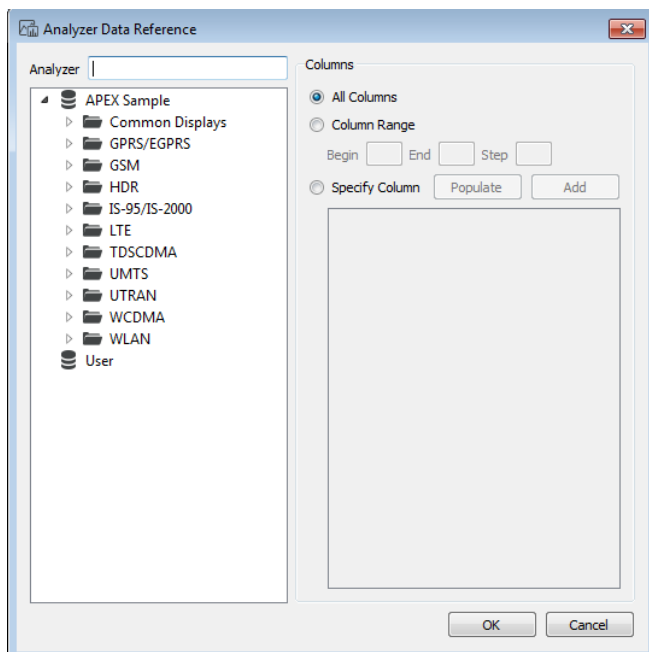 Analyzer Data Reference
Analyzer
APEX Sample
Common Displays
GPRS/EGPRS
GSM
HDR
IS-95/IS-2000
LTE
TDSCDMA
UMTS
UTRAN
WCDMA
WLAN
User
Columns
All Columns
Column Range
Begin End Step
Specify Column Populate Add
OK Cancel